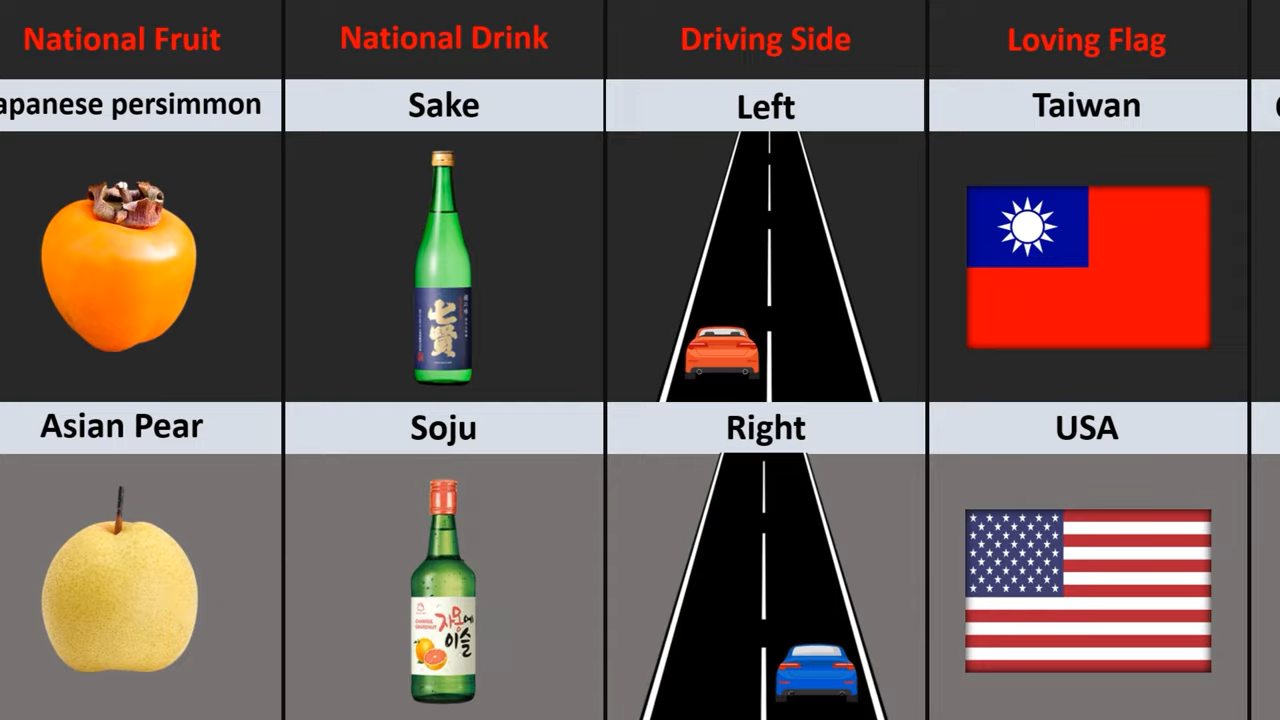 National Fruit
National Drink
Driving Side
Loving Flag
apanese persimmon
Sake
Left
Taiwan
七賢
Asian Pear
Soju
Right
USA
자몽에
이슬